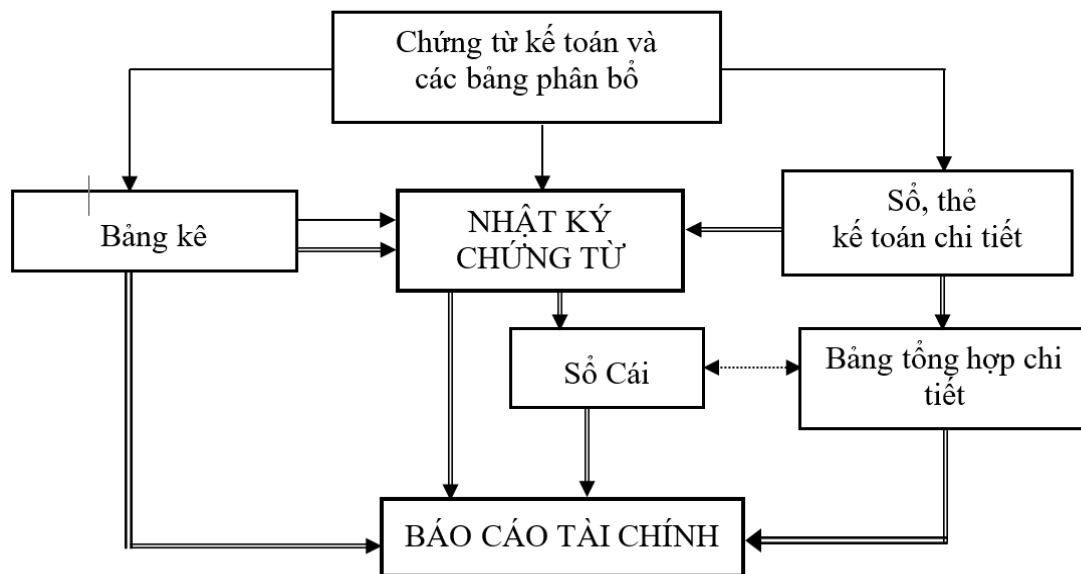 Chứng từ kế toán và
các bảng phân bổ
Bảng kê
NHẬT KÝ
CHỨNG TỪ
Sổ, thẻ
kế toán chi tiết
Sổ Cái
Bảng tổng hợp chi
tiết
BÁO CÁO TÀI CHÍNH